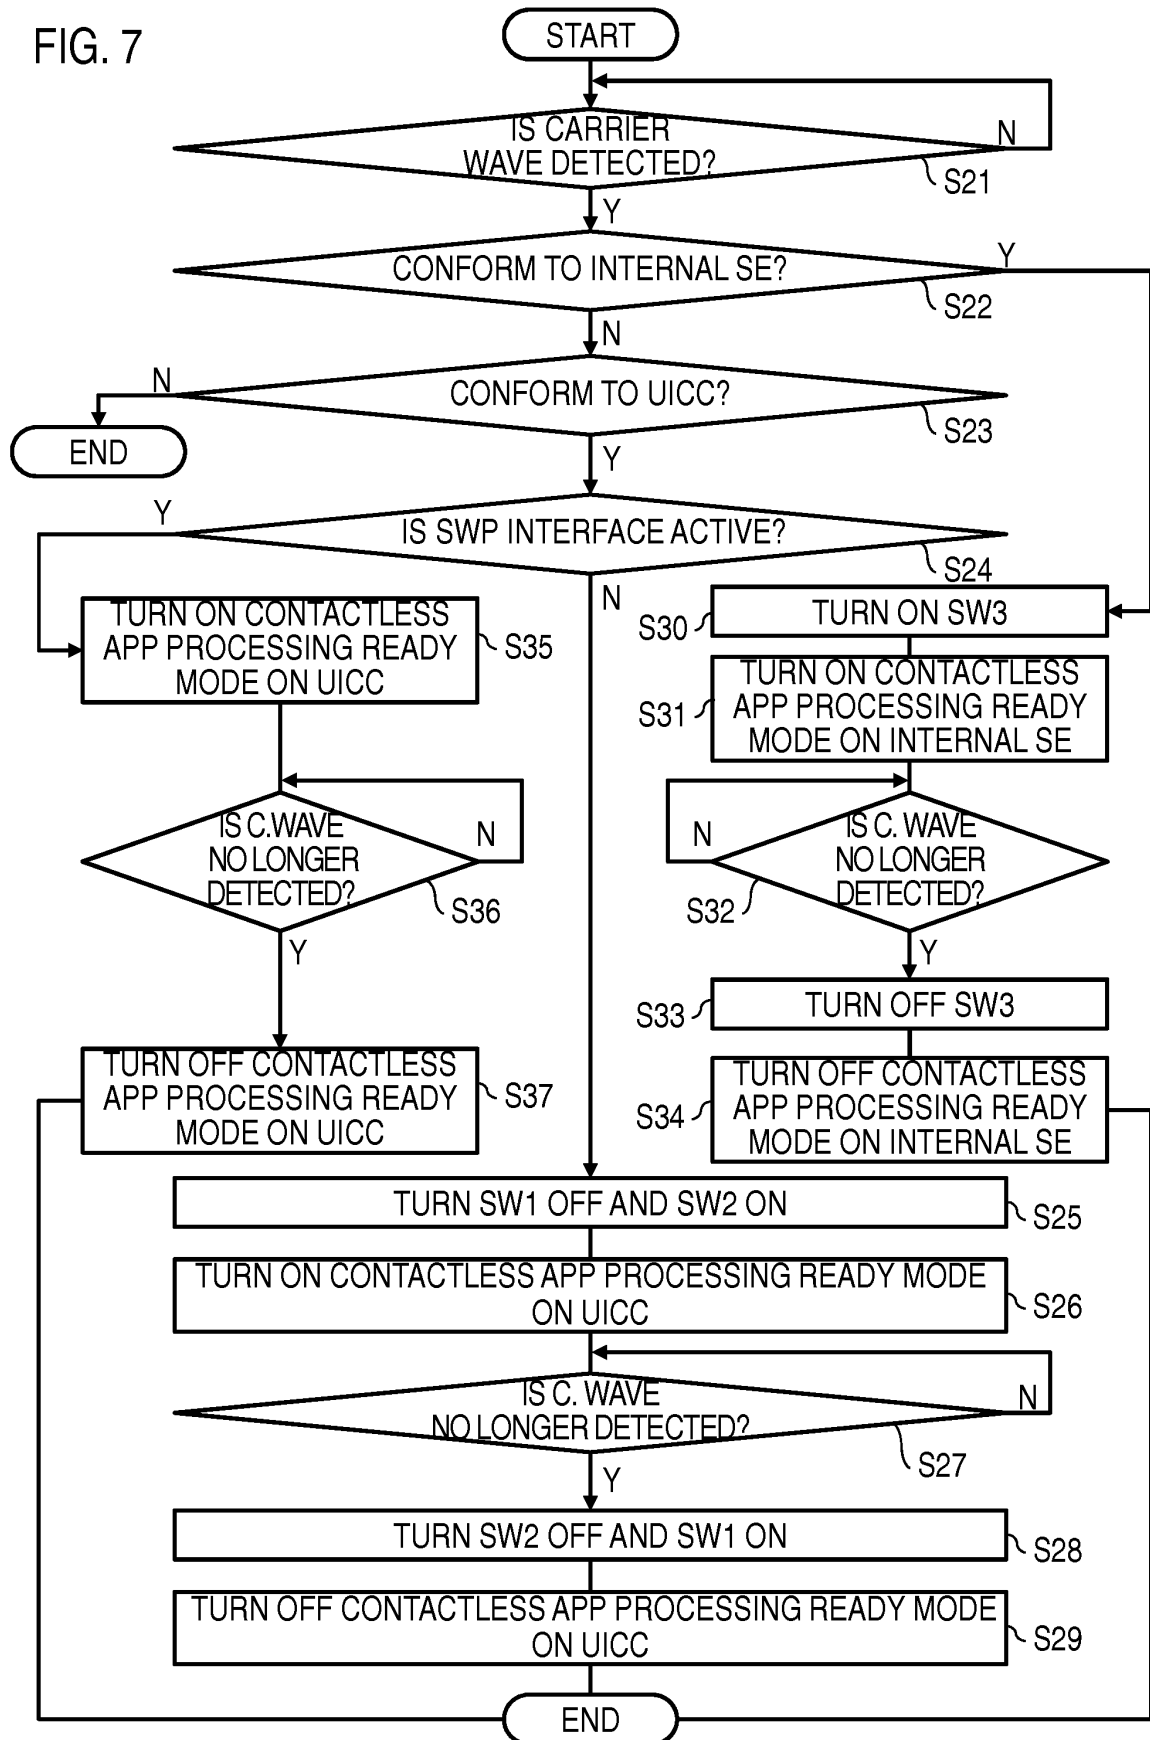 FIG. 7
START
IS CARRIER
WAVE DETECTED?
N
S21
Y
CONFORM TO INTERNAL SE?
Y
S22
N
CONFORM TO UICC?
N
S23
END
Y
IS SWP INTERFACE ACTIVE?
Y
S24
N
TURN ON CONTACTLESS
APP PROCESSING READY
MODE ON UICC
S35
S30
TURN ON SW3
S31
TURN ON CONTACTLESS
APP PROCESSING READY
MODE ON INTERNAL SE
IS C.WAVE
NO LONGER
DETECTED?
N
S36
Y
N
IS C. WAVE
NO LONGER
DETECTED?
S32
Y
S33
TURN OFF SW3
TURN OFF CONTACTLESS
APP PROCESSING READY
MODE ON UICC
S37
S34
TURN OFF CONTACTLESS
APP PROCESSING READY
MODE ON INTERNAL SE
TURN SW1 OFF AND SW2 ON
S25
TURN ON CONTACTLESS APP PROCESSING READY MODE
ON UICC
S26
IS C. WAVE
NO LONGER DETECTED?
N
S27
Y
TURN SW2 OFF AND SW1 ON
S28
TURN OFF CONTACTLESS APP PROCESSING READY MODE
ON UICC
S29
END